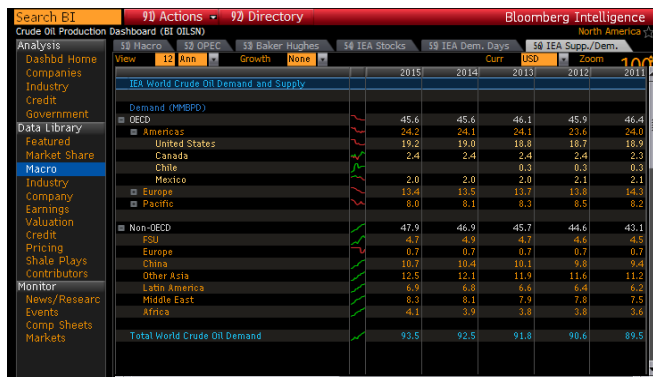 Search BI 91) Actions 92) Directory Bloomberg Intelligence
Crude Oil Production Dashboard (BI OILSN) North America
Analysis 51) Macro 52) OPEC 53) Baker Hughes 54) IEA Stocks 55) IEA Dem. Days 56) IEA Supp./Dem.
Dashbd Home View 12 Ann Growth None Curr USD Zoom 100
Companies 2015 2014 2013 2012 2011
Industry IEA World Crude Oil Demand and Supply
Credit
Government Demand (MMBPD)
Data Library OECD 45.6 45.6 46.1 45.9 46.4
Featured Americas 24.2 24.1 24.1 23.6 24.0
Market Share United States 19.2 19.0 18.8 18.7 18.9
Macro Canada 2.4 2.4 2.4 2.4 2.3
Industry Chile 0.3 0.3 0.3
Company Mexico 2.0 2.0 2.0 2.1 2.1
Earnings Europe 13.4 13.5 13.7 13.8 14.3
Valuation Pacific 8.0 8.1 8.3 8.5 8.2
Credit
Pricing Non-OECD 47.9 46.9 45.7 44.6 43.1
Shale Plays FSU 4.7 4.9 4.7 4.6 4.5
Contributors Europe 0.7 0.7 0.7 0.7 0.7
Monitor China 10.7 10.4 10.1 9.8 9.4
News/Researc Other Asia 12.5 12.1 11.9 11.6 11.2
Events Latin America 6.9 6.8 6.6 6.4 6.2
Comp Sheets Middle East 8.3 8.1 7.9 7.8 7.5
Markets Africa 4.1 3.9 3.8 3.8 3.6
Total World Crude Oil Demand 93.5 92.5 91.8 90.6 89.5